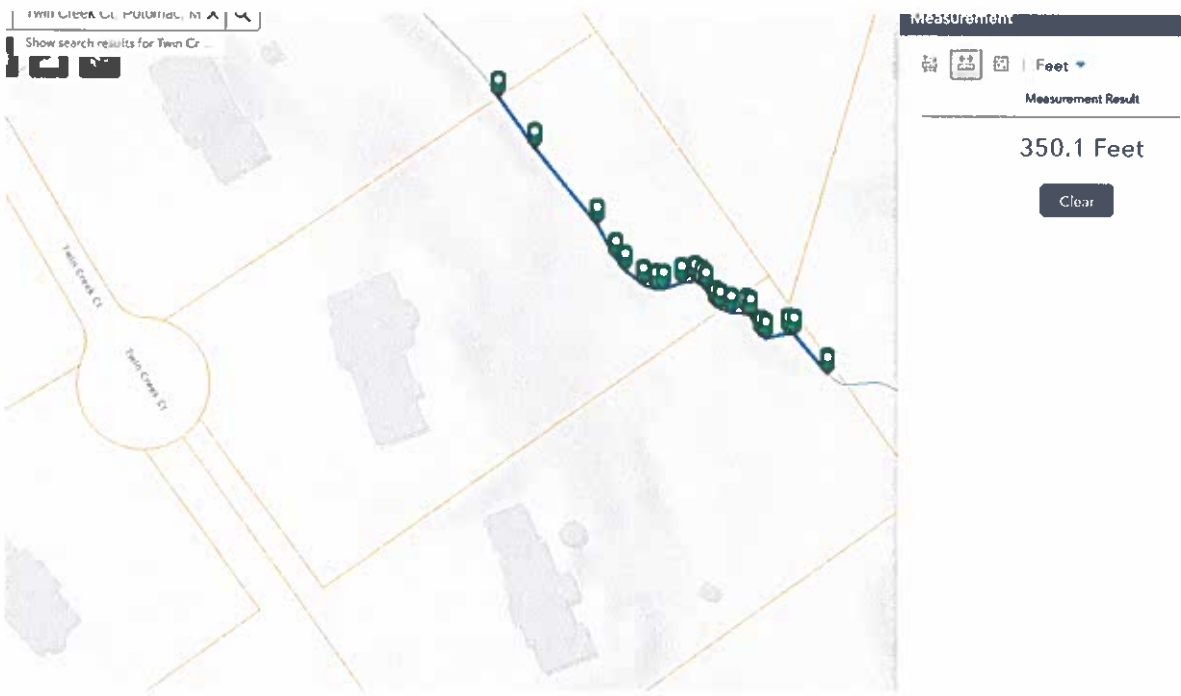 Twin Creek Ct, Potomac, M X
Show search results for Twin Cr ...
Measurement
Feet
Measurement Result
350.1 Feet
Clear
Twin Creek Ct
Twin Creek Ct